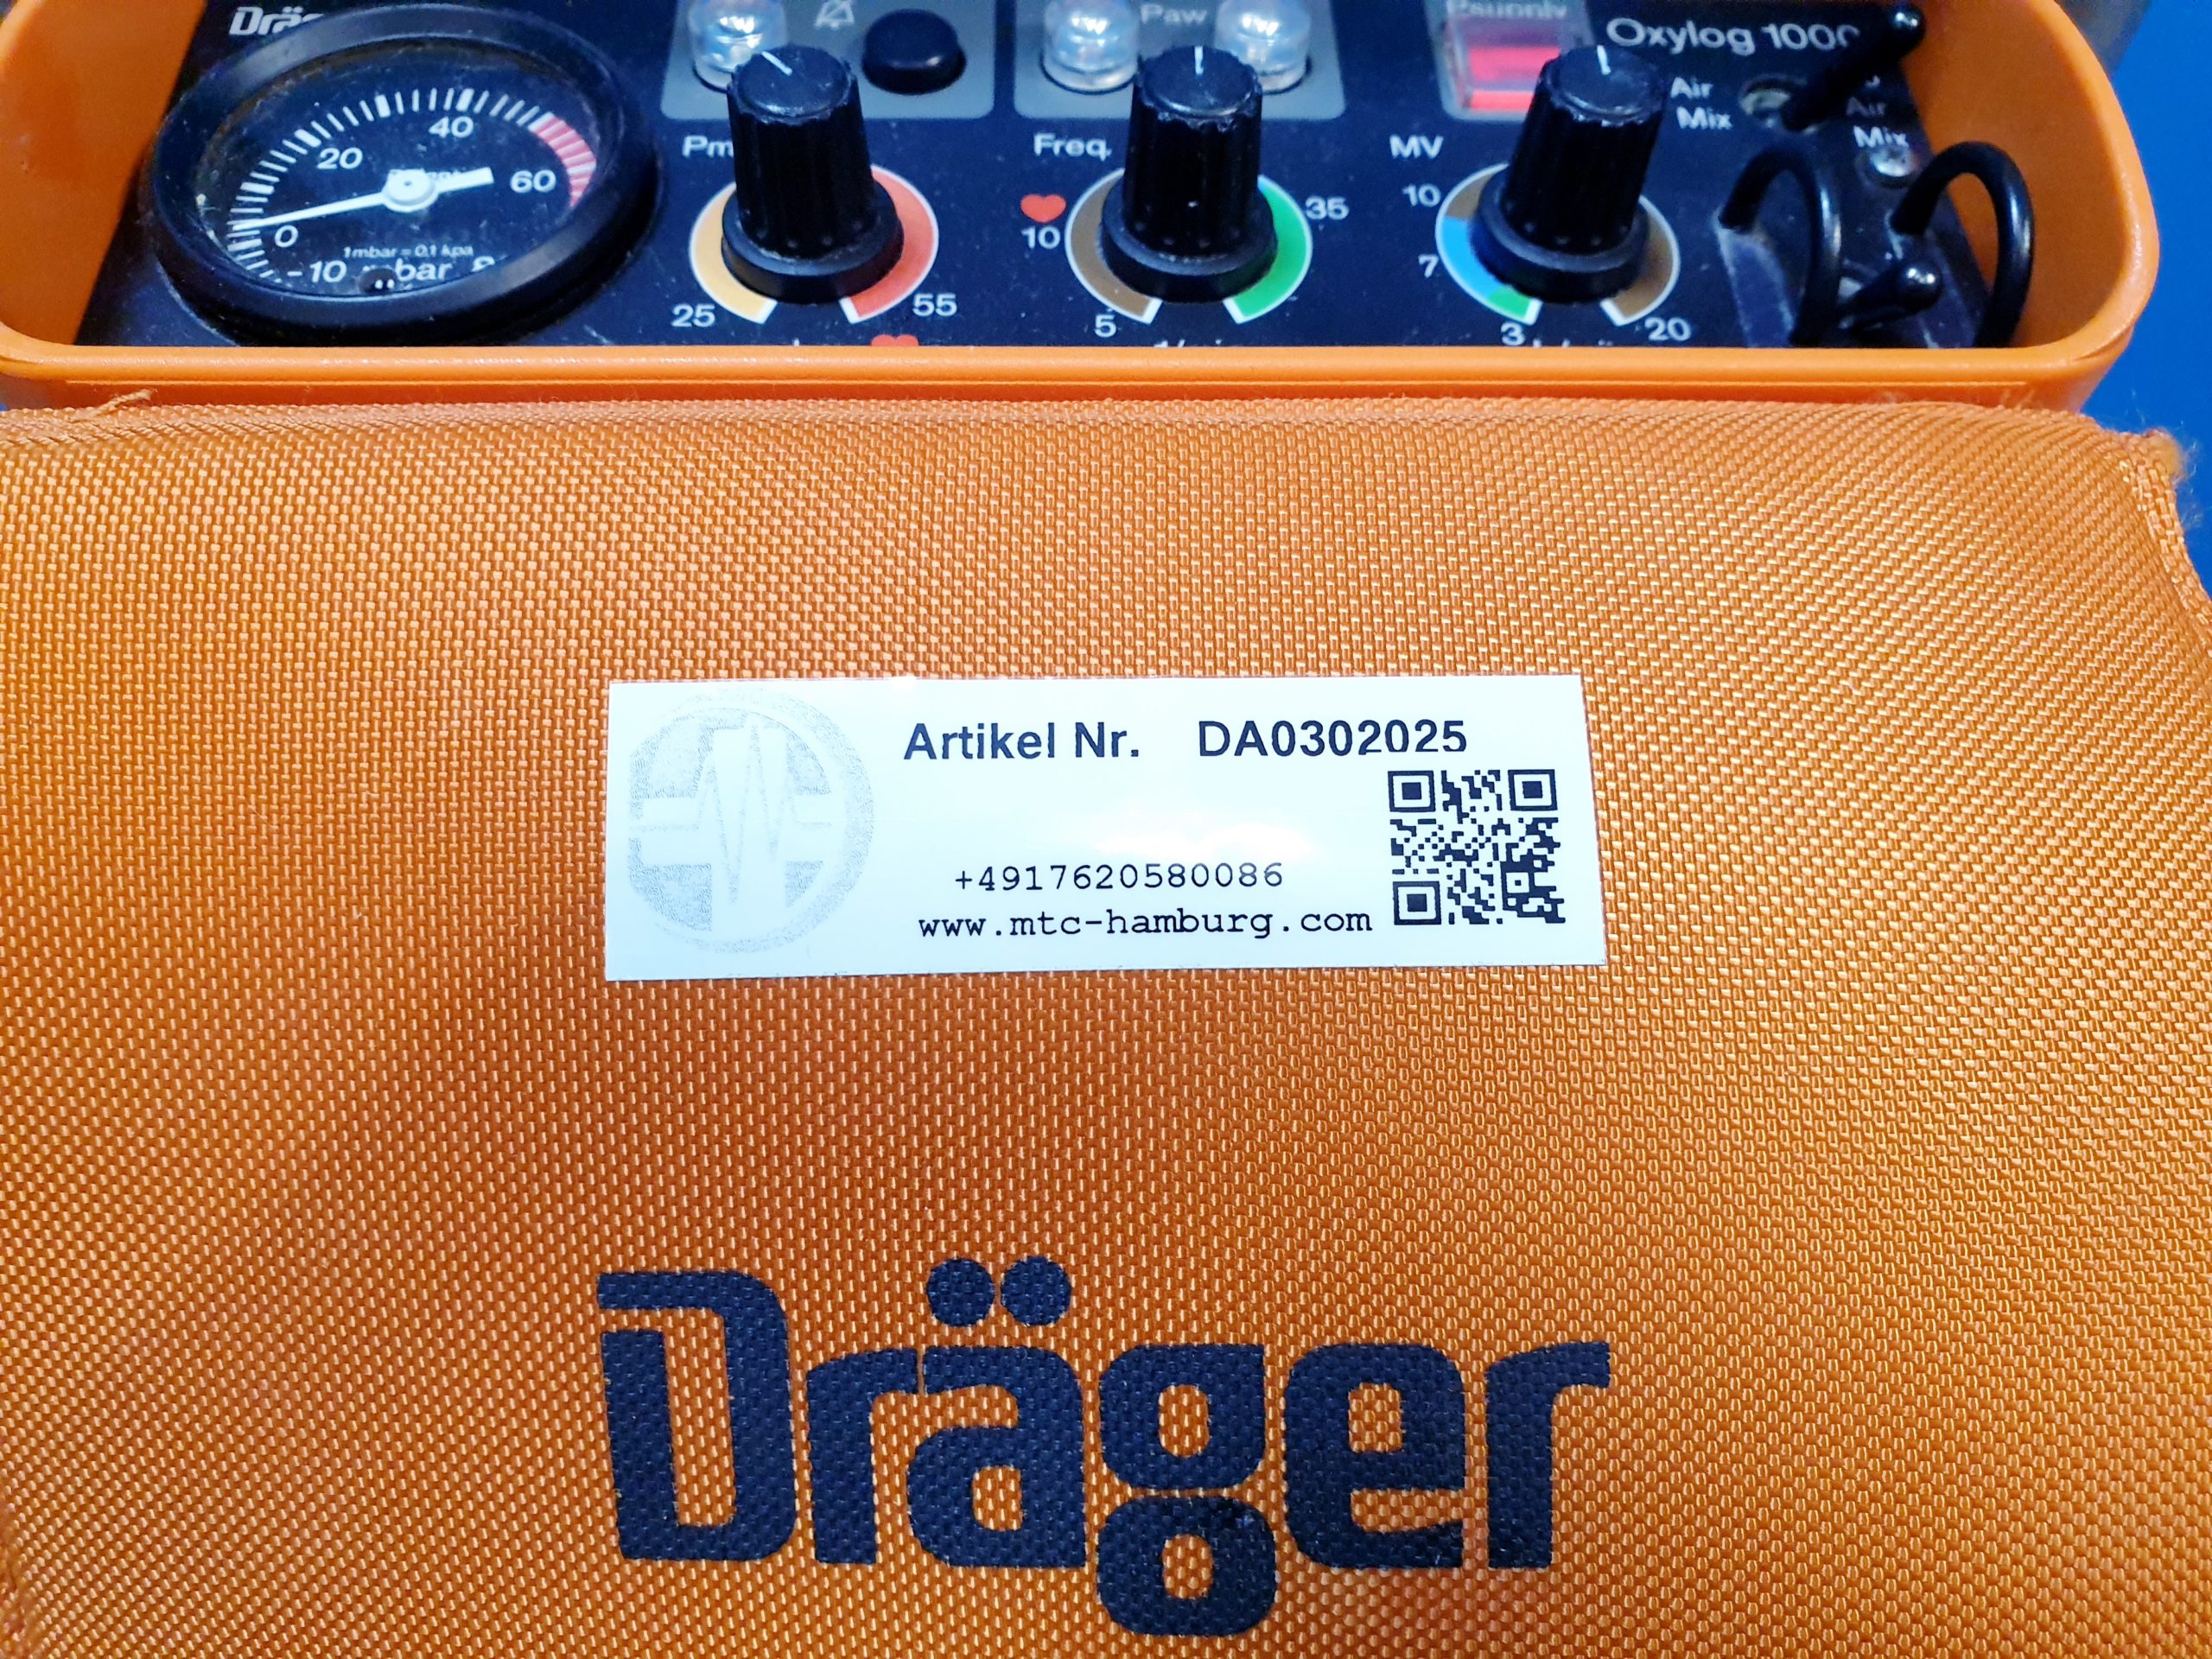 Oxylog 1000
Paw
Air
Mix
Air
Mix
40
20
60
0
-10
1mbar = 0,1 kpa
25
55
Freq.
10
35
5
MV
10
7
3
20
Artikel Nr. DA0302025
+4917620580086
www.mtc-hamburg.com
Dräger